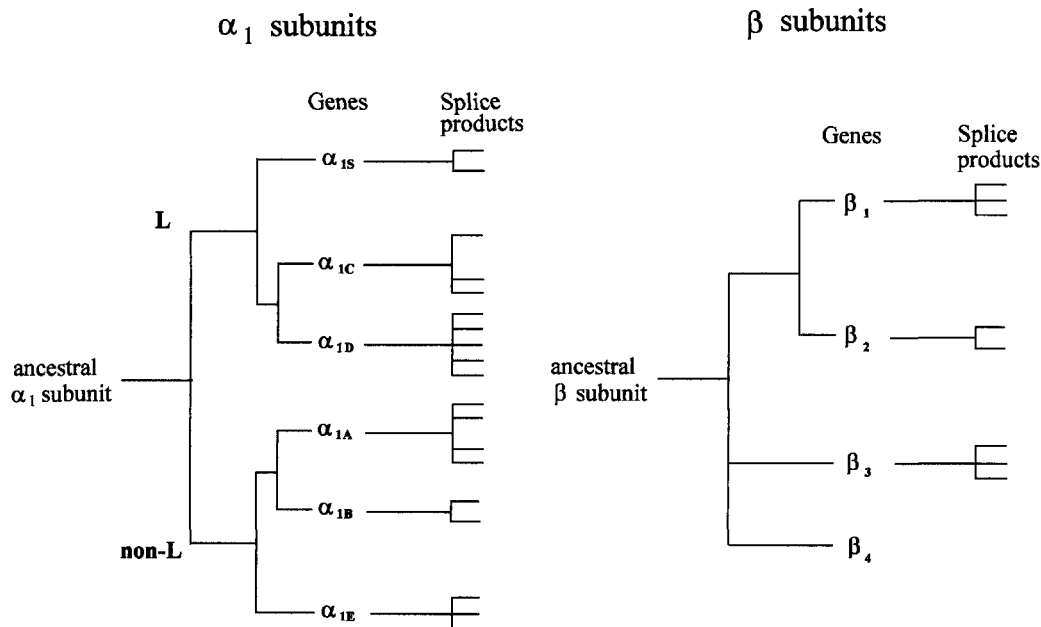 α1 subunits
Genes
Splice
products
α1S
L
α1C
α1D
ancestral
α1 subunit
α1A
α1B
non-L
α1E
β subunits
Genes
Splice
products
β1
β2
ancestral
β subunit
β3
β4